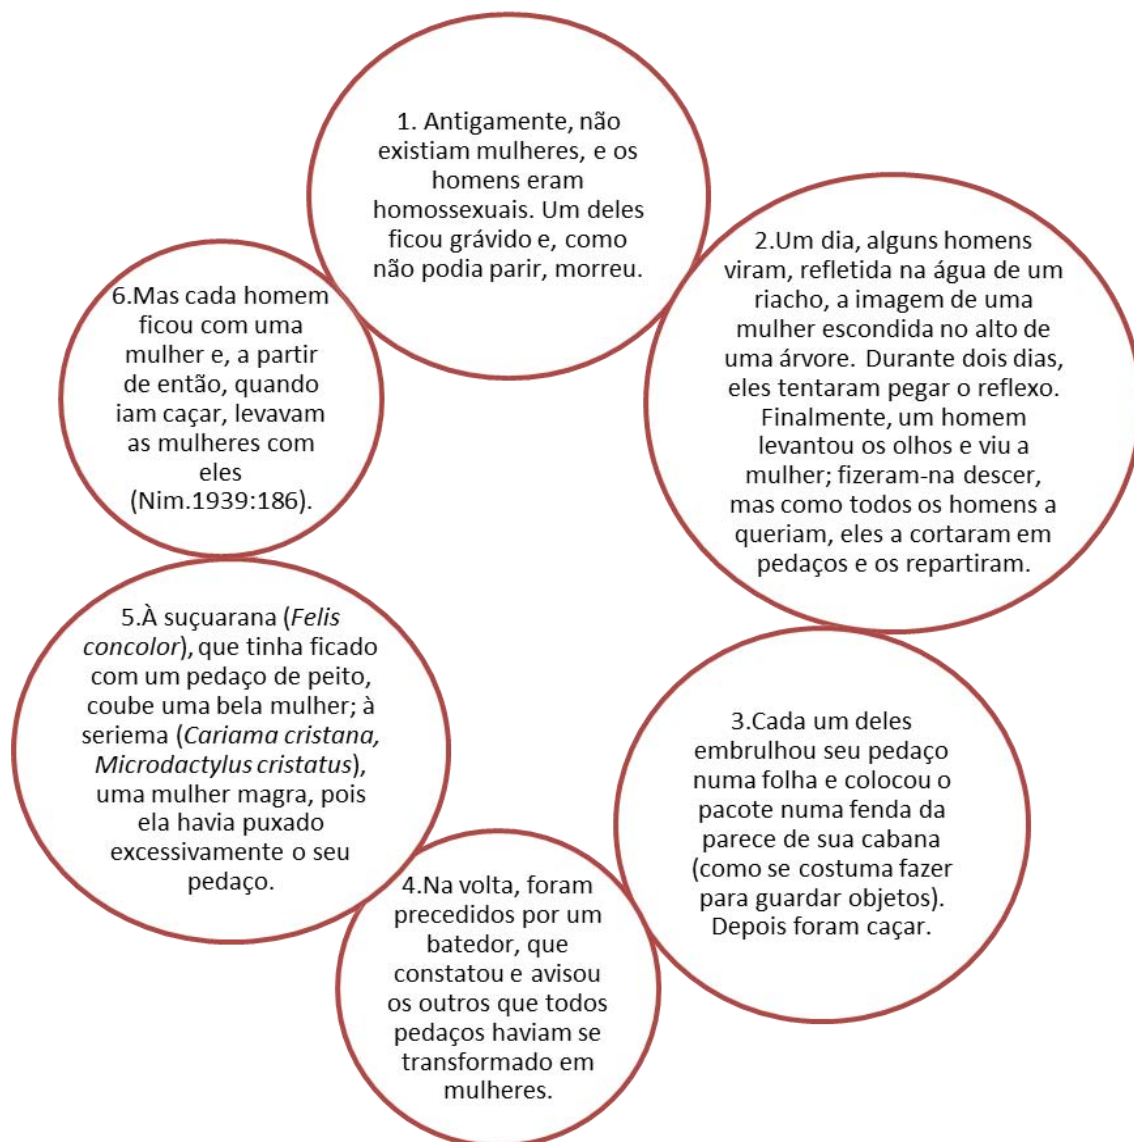 1. Antigamente, não
existiam mulheres, e os
homens eram
homossexuais. Um deles
ficou grávido e, como
não podia parir, morreu.
2.Um dia, alguns homens
viram, refletida na água de um
riacho, a imagem de uma
mulher escondida no alto de
uma árvore. Durante dois dias,
eles tentaram pegar o reflexo.
Finalmente, um homem
levantou os olhos e viu a
mulher; fizeram-na descer,
mas como todos os homens a
queriam, eles a cortaram em
pedaços e os repartiram.
3.Cada um deles
embrulhou seu pedaço
numa folha e colocou o
pacote numa fenda da
parece de sua cabana
(como se costuma fazer
para guardar objetos).
Depois foram caçar.
4.Na volta, foram
precedidos por um
batedor, que
constatou e avisou
os outros que todos
pedaços haviam se
transformado em
mulheres.
5.À suçuarana (Felis
concolor), que tinha ficado
com um pedaço de peito,
coube uma bela mulher; à
seriema (Cariama cristana,
Microdactylus cristatus),
uma mulher magra, pois
ela havia puxado
excessivamente o seu
pedaço.
6.Mas cada homem
ficou com uma
mulher e, a partir
de então, quando
iam caçar, levavam
as mulheres com
eles
(Nim.1939:186).